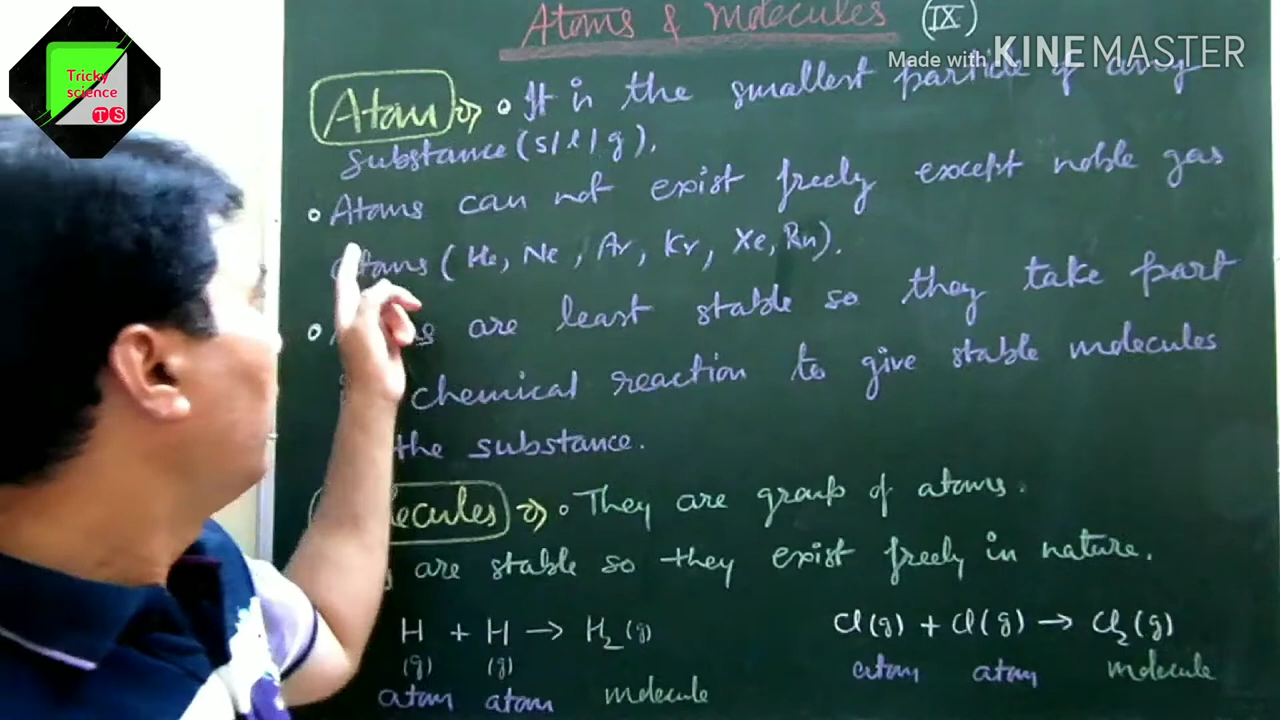 Atoms & Molecules (IX)
Made with KINEMASTER
Tricky
science
TS
Atom ⇒ • It is the smallest particle of any
substance (s/l/g).
• Atoms can not exist freely except noble gas
atoms (He, Ne, Ar, Kr, Xe, Rn).
• are least stable so they take part
chemical reaction to give stable molecules
the substance.
⇒ • They are group of atoms.
are stable so they exist freely in nature.
H + H → H₂(g) Cl(g) + Cl(g) → Cl₂(g)
(g) (g)
atom atom molecule atom atom molecule